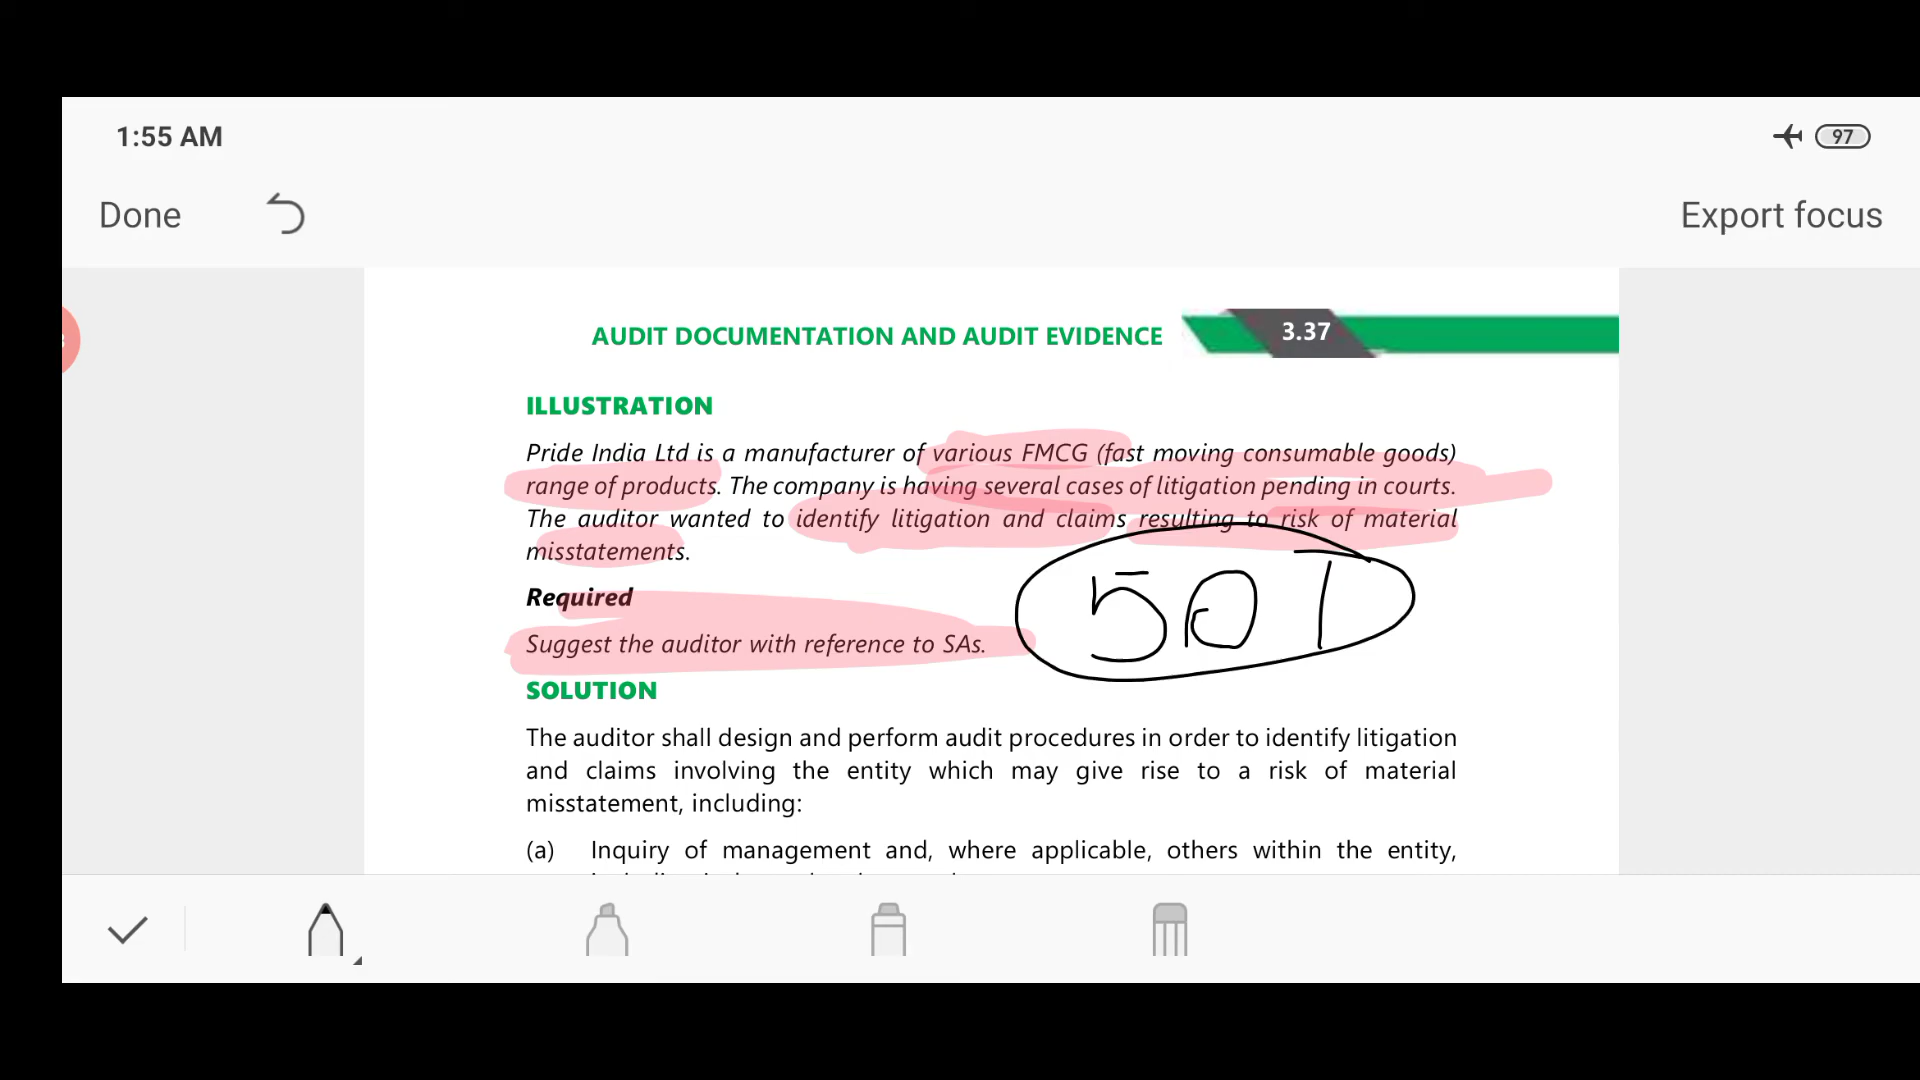 1:55 AM
97
Done
Export focus
AUDIT DOCUMENTATION AND AUDIT EVIDENCE
3.37
ILLUSTRATION
Pride India Ltd is a manufacturer of various FMCG (fast moving consumable goods)
range of products. The company is having several cases of litigation pending in courts.
The auditor wanted to identify litigation and claims resulting to risk of material
misstatements.
Required
501
Suggest the auditor with reference to SAs.
SOLUTION
The auditor shall design and perform audit procedures in order to identify litigation
and claims involving the entity which may give rise to a risk of material
misstatement, including:
(a) Inquiry of management and, where applicable, others within the entity,